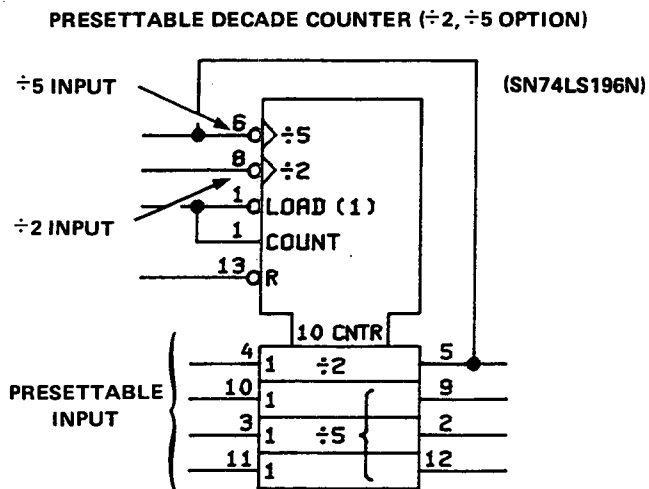 PRESETTABLE DECADE COUNTER (÷2, ÷5 OPTION)
÷5 INPUT
(SN74LS196N)
6 ÷5
8 ÷2
÷2 INPUT
1 LOAD (1)
1 COUNT
13 R
10 CNTR
PRESETTABLE
INPUT
4 1 ÷2 5
10 1 9
3 1 ÷5 2
11 1 12